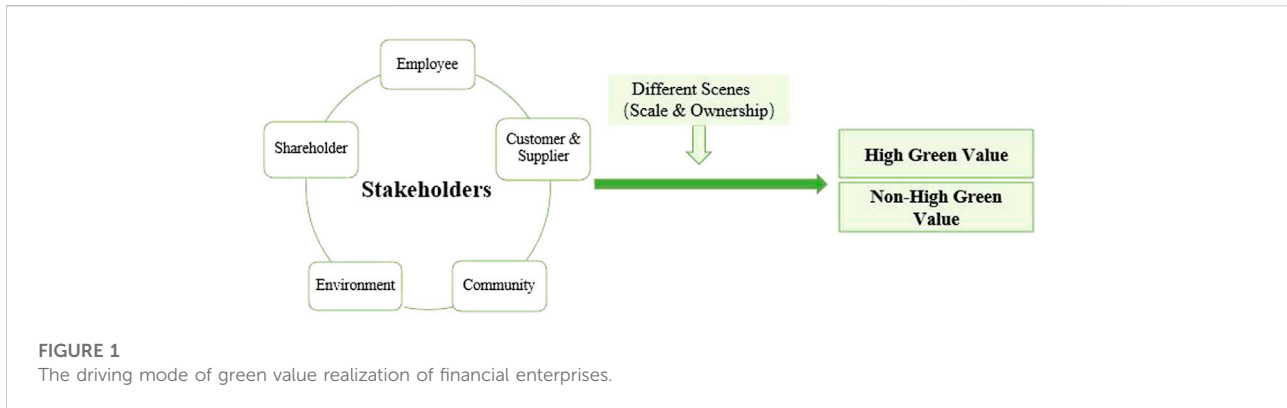 Employee
Shareholder
Customer &
Supplier
Stakeholders
Environment
Community
Different Scenes
(Scale & Ownership)
High Green Value
Non-High Green
Value
FIGURE 1
The driving mode of green value realization of financial enterprises.